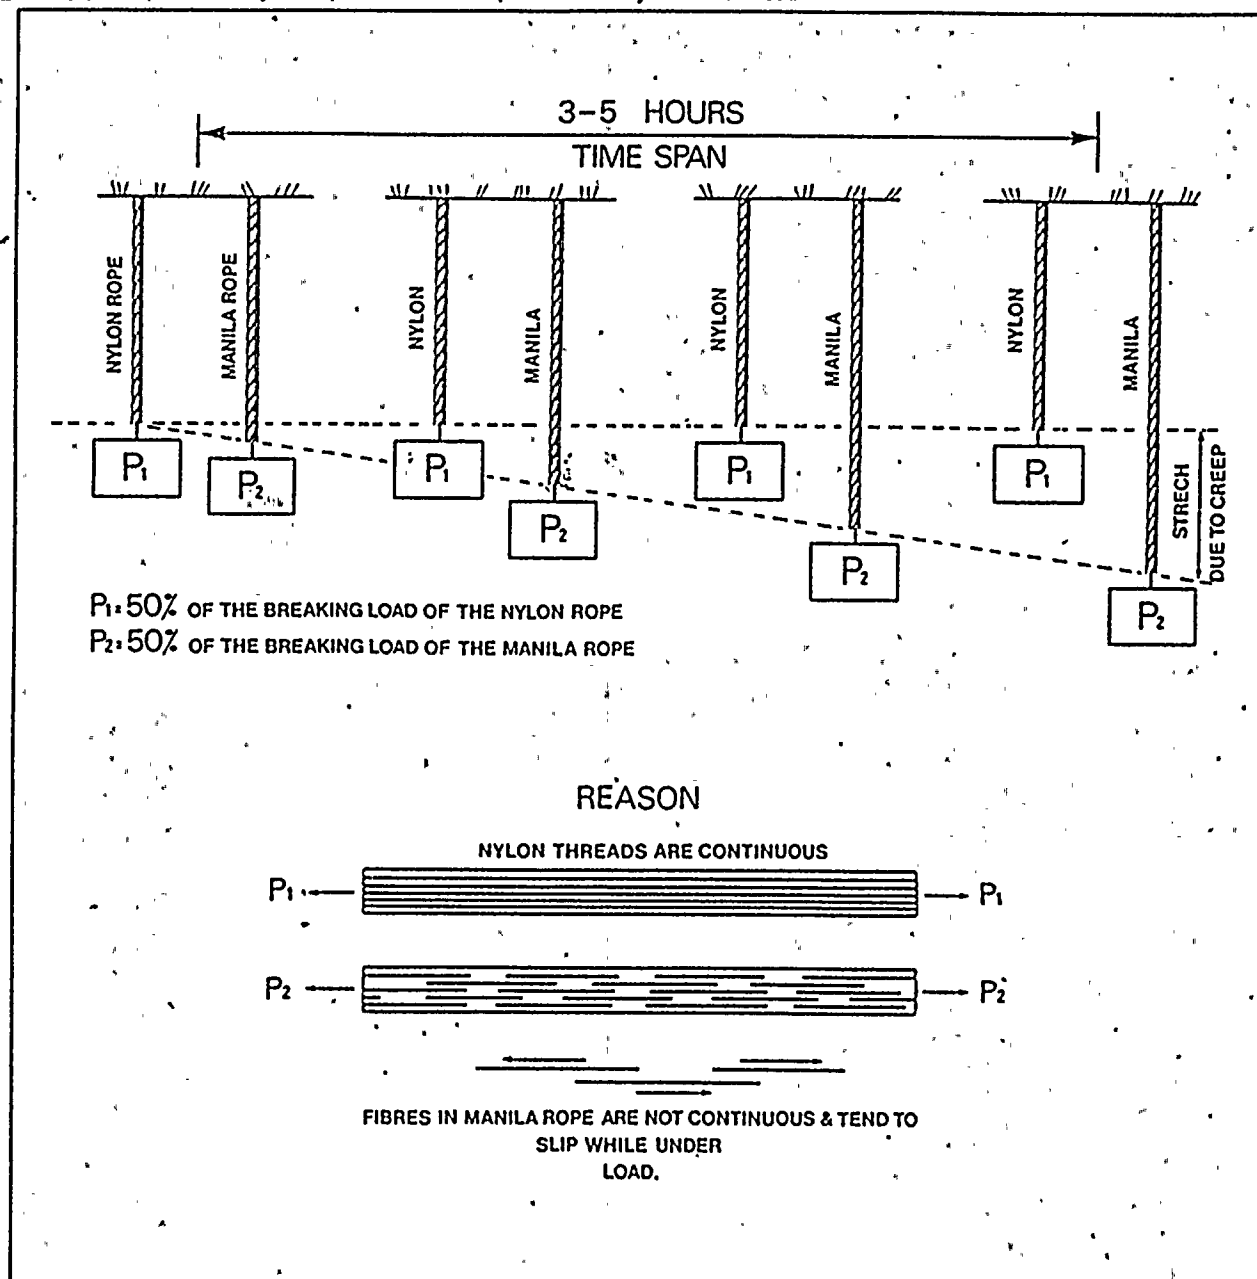 3-5 HOURS
TIME SPAN
NYLON ROPE
MANILA ROPE
NYLON
MANILA
NYLON
MANILA
NYLON
MANILA
P1
P2
P1
P2
P1
P2
P1
P2
STRECH
DUE TO CREEP
P1 = 50% OF THE BREAKING LOAD OF THE NYLON ROPE
P2 = 50% OF THE BREAKING LOAD OF THE MANILA ROPE
REASON
NYLON THREADS ARE CONTINUOUS
P1 P1
P2 P2
FIBRES IN MANILA ROPE ARE NOT CONTINUOUS & TEND TO
SLIP WHILE UNDER
LOAD.